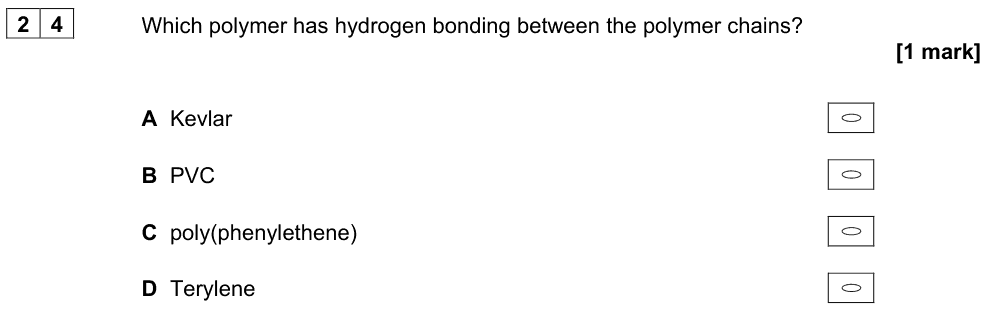 2 4 Which polymer has hydrogen bonding between the polymer chains?
[1 mark]
A Kevlar
B PVC
C poly(phenylethene)
D Terylene